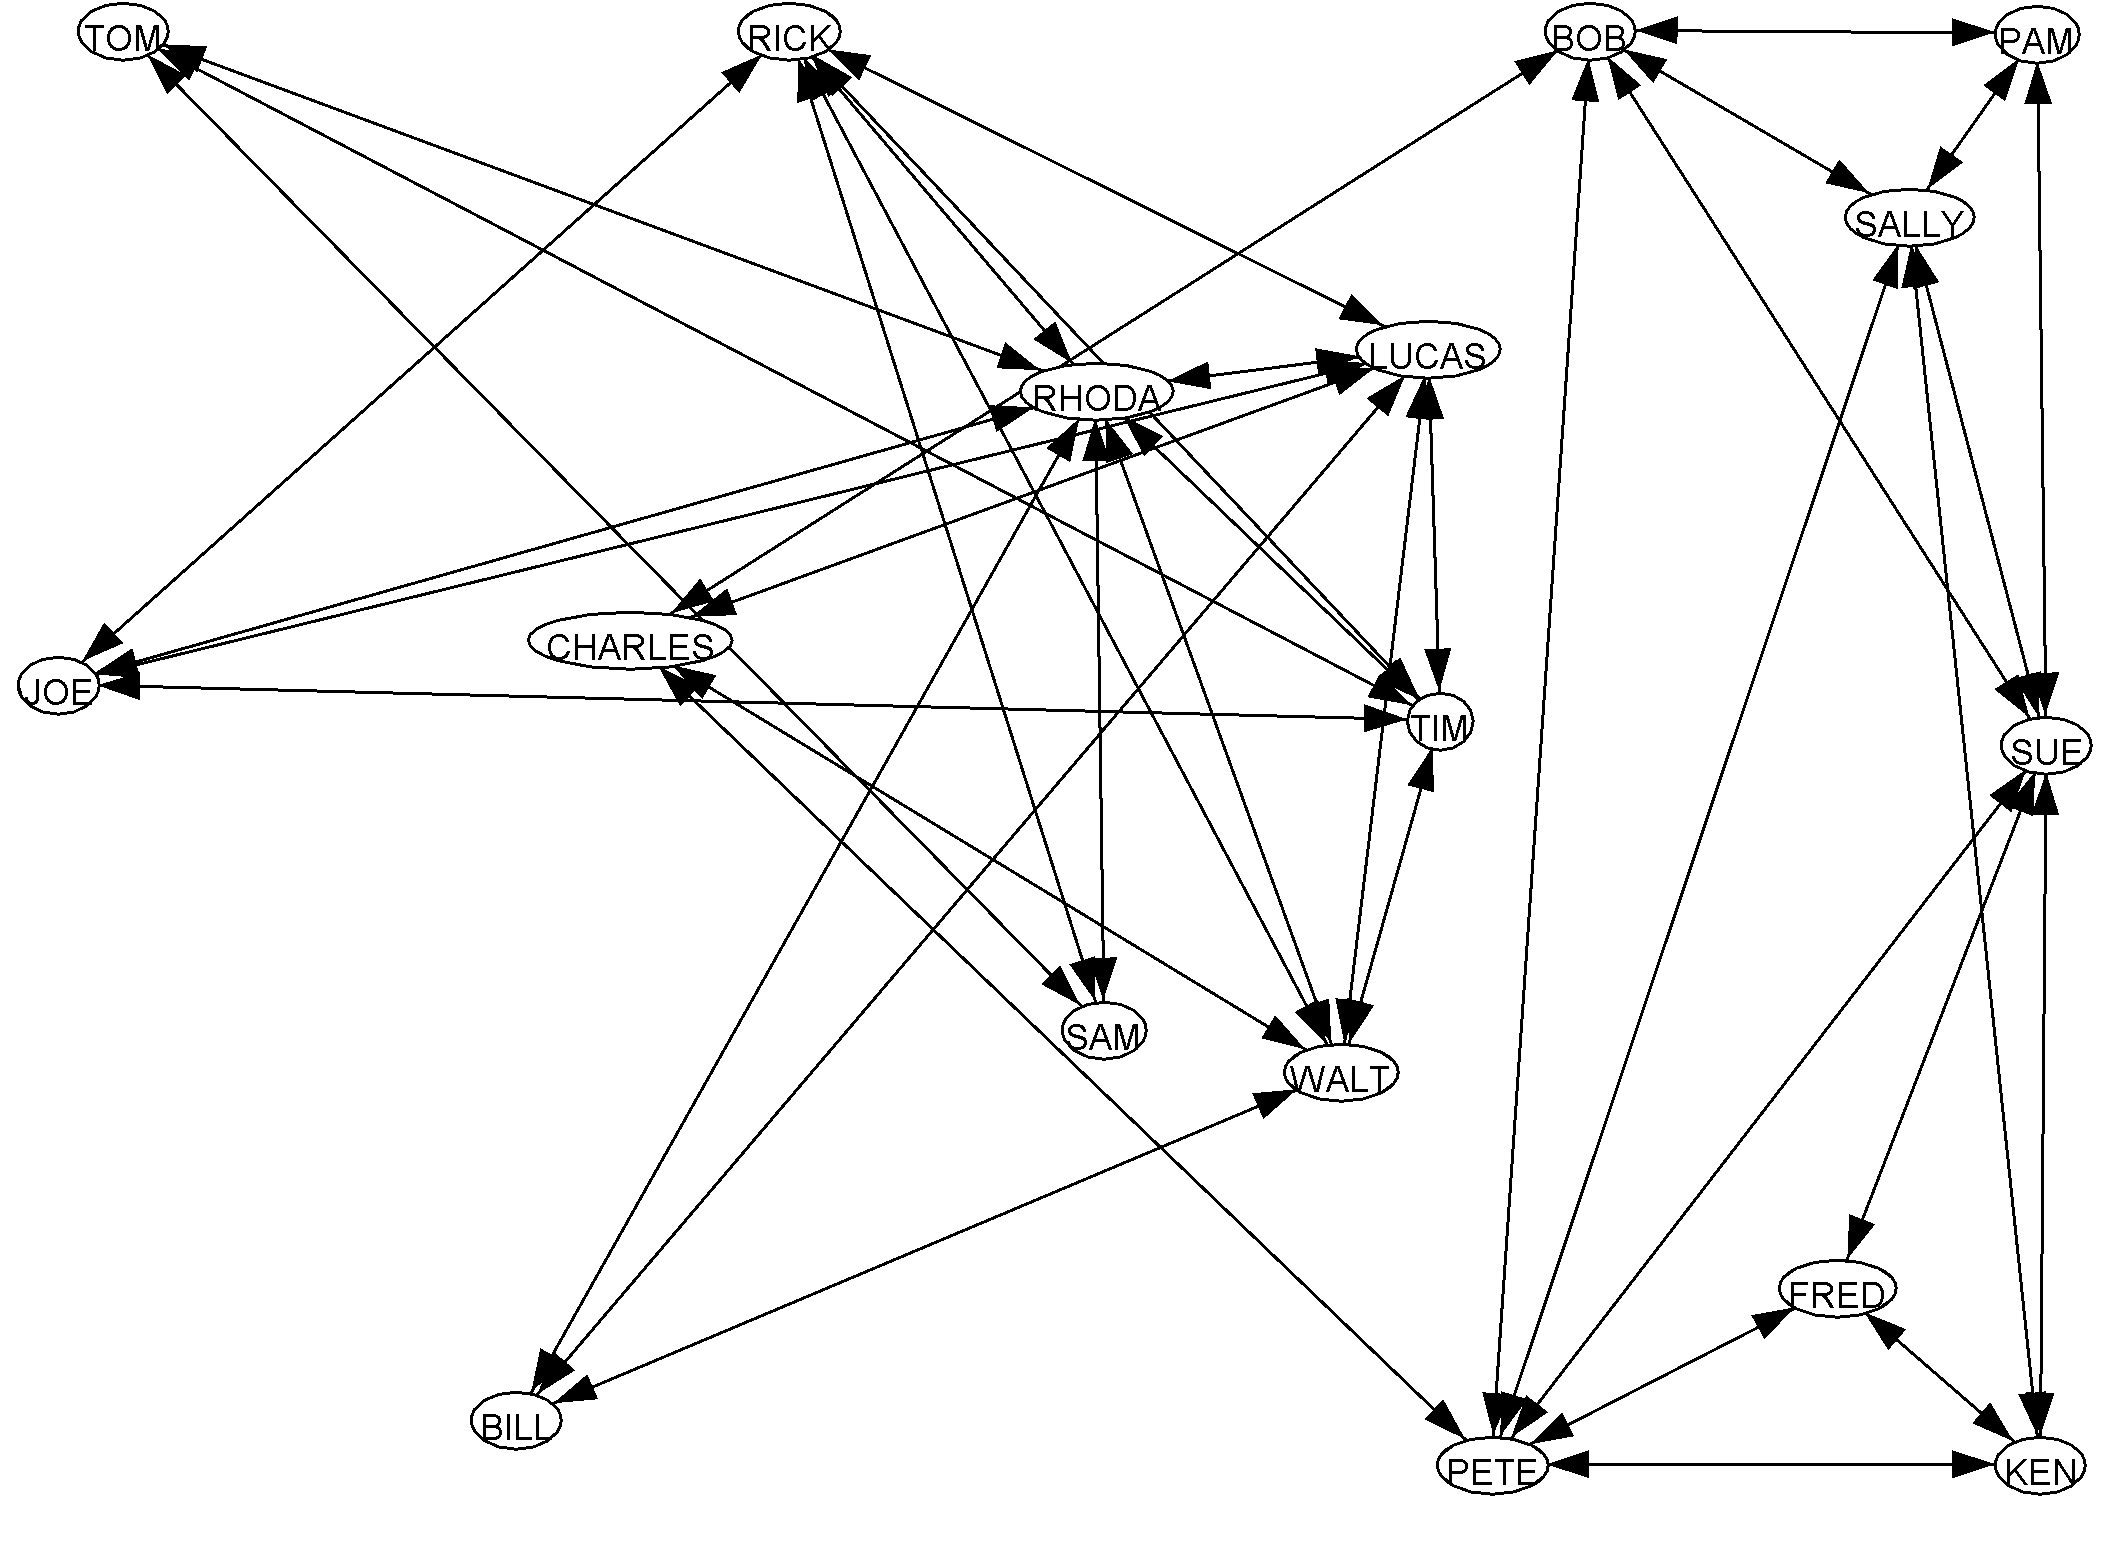 TOM
RICK
BOB
PAM
SALLY
LUCAS
RHODA
CHARLES
JOE
TIM
SUE
SAM
WALT
FRED
BILL
PETE
KEN